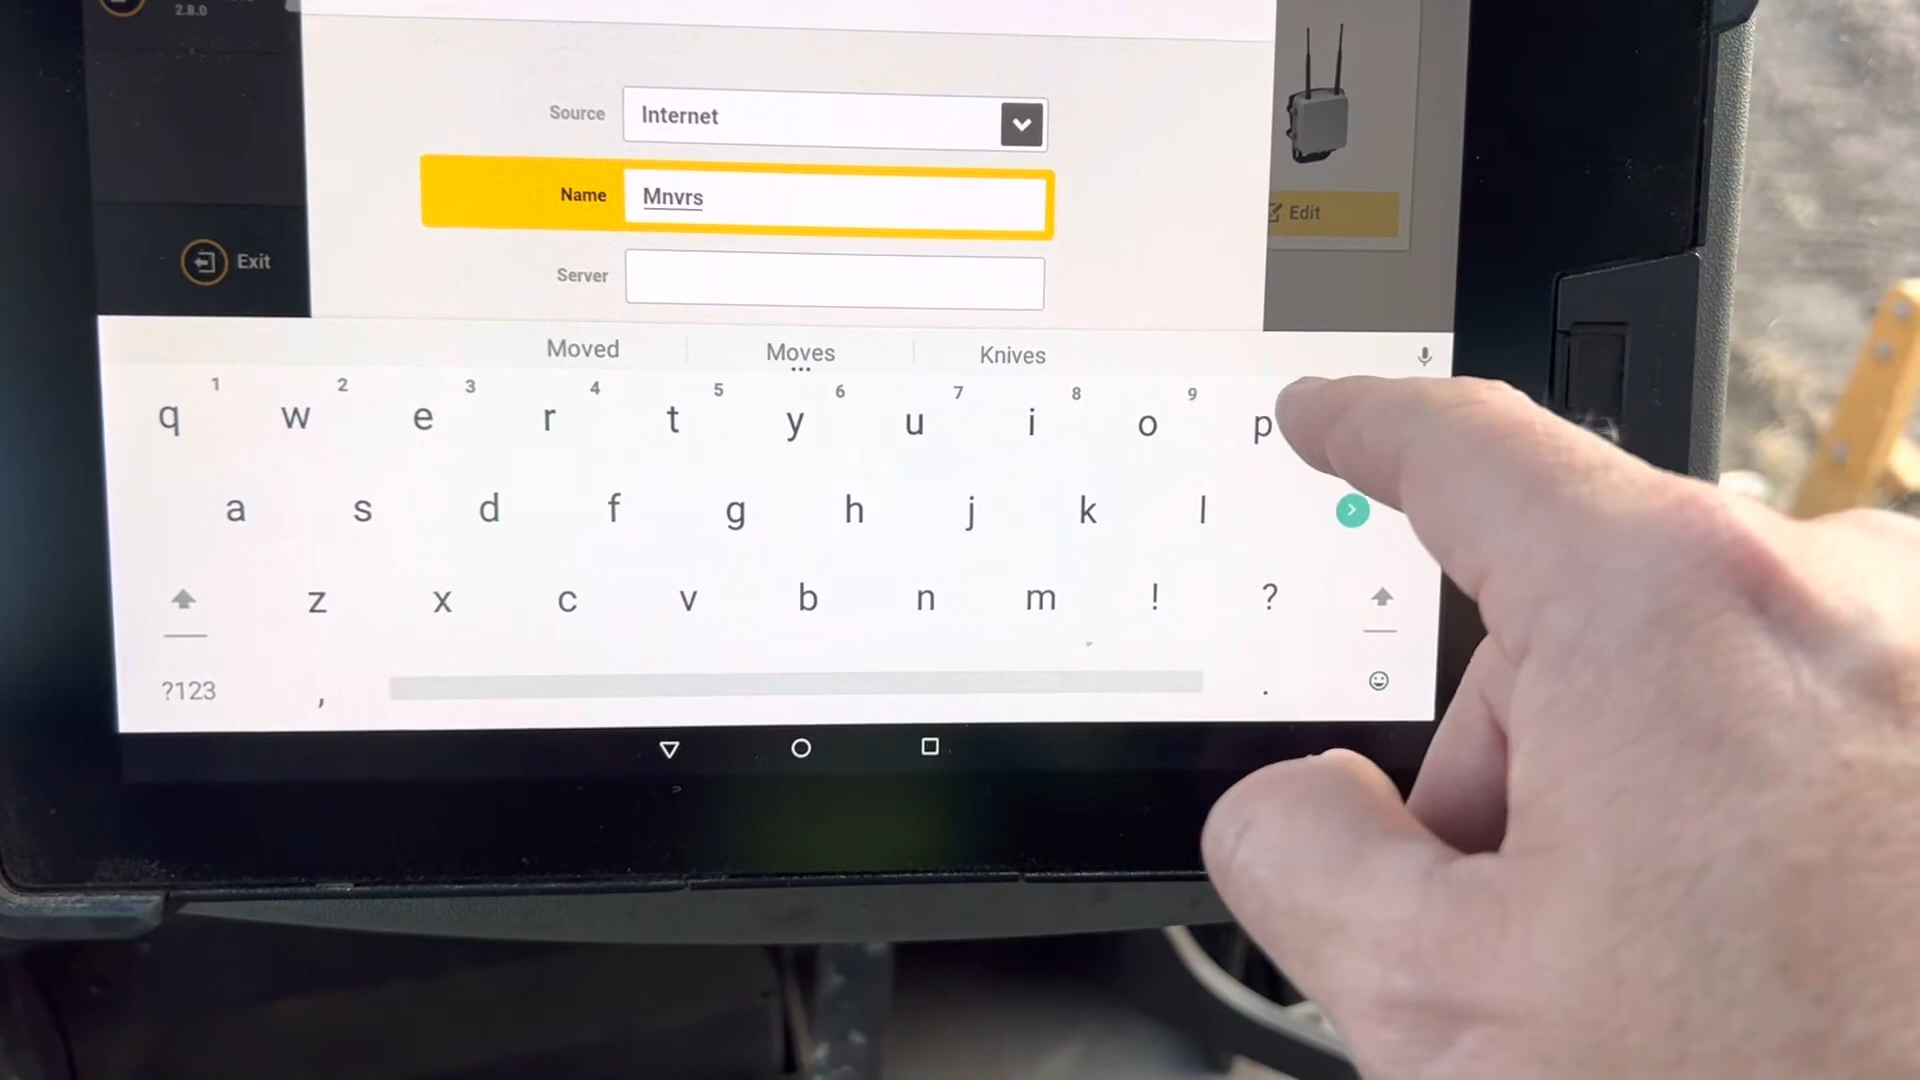 2.8.0
Source Internet
Name Mnvrs
Edit
Exit
Server
Moved Moves Knives
1 2 3 4 5 6 7 8 9
q w e r t y u i o p
a s d f g h j k l
z x c v b n m ! ?
?123 , .